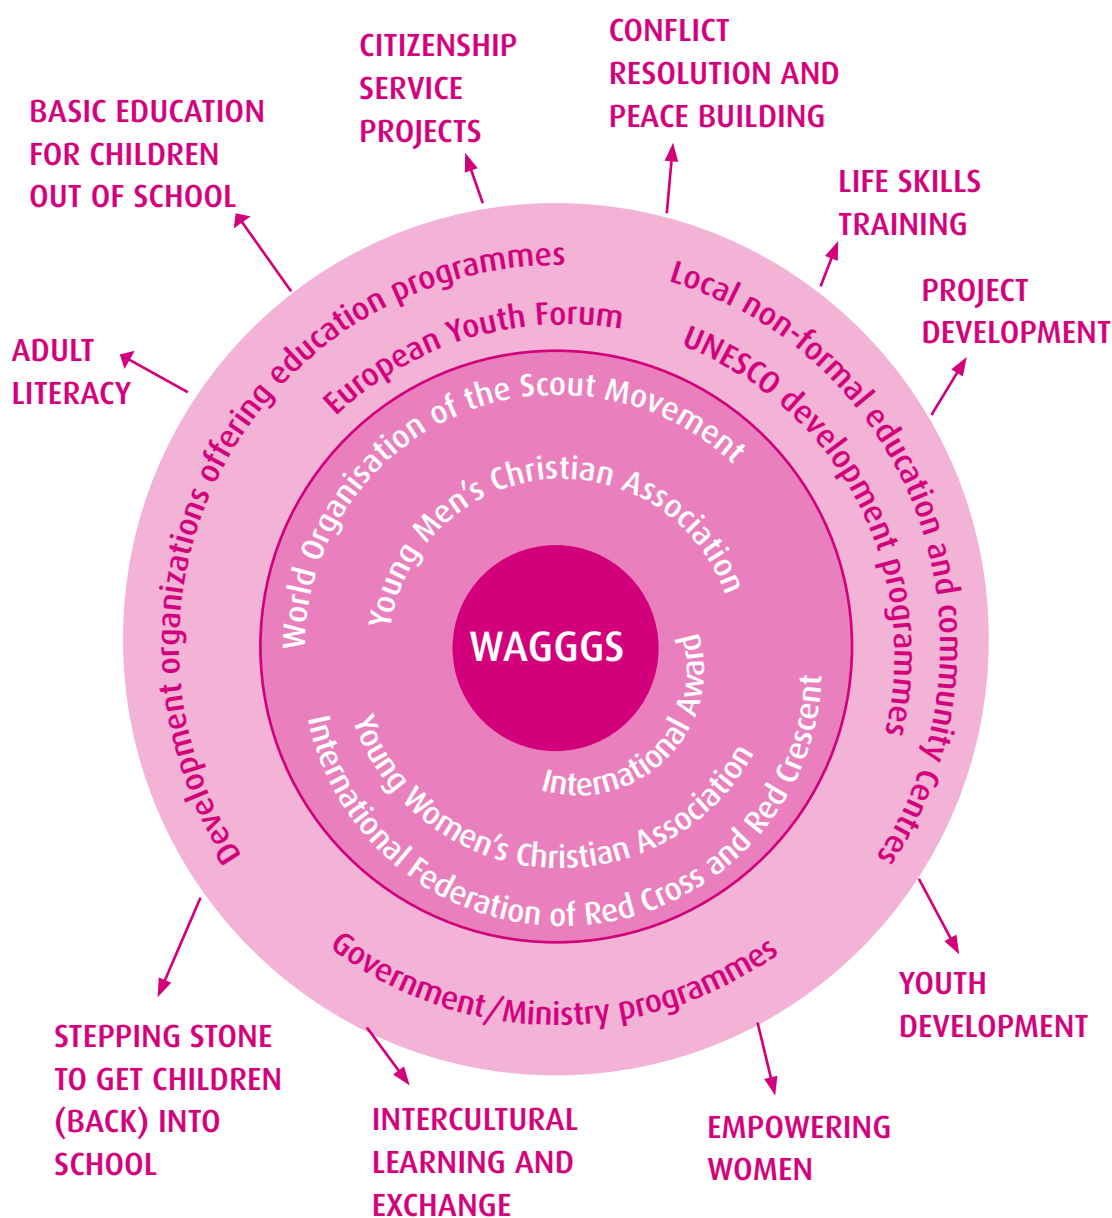 CITIZENSHIP
SERVICE
PROJECTS
CONFLICT
RESOLUTION AND
PEACE BUILDING
BASIC EDUCATION
FOR CHILDREN
OUT OF SCHOOL
LIFE SKILLS
TRAINING
PROJECT
DEVELOPMENT
ADULT
LITERACY
Development organizations offering education programmes
European Youth Forum
Local non-formal education and community Centres
UNESCO development programmes
World Organisation of the Scout Movement
Young Men's Christian Association
WAGGGS
International Award
Young Women's Christian Association
International Federation of Red Cross and Red Crescent
Government/Ministry programmes
YOUTH
DEVELOPMENT
STEPPING STONE
TO GET CHILDREN
(BACK) INTO
SCHOOL
INTERCULTURAL
LEARNING AND
EXCHANGE
EMPOWERING
WOMEN